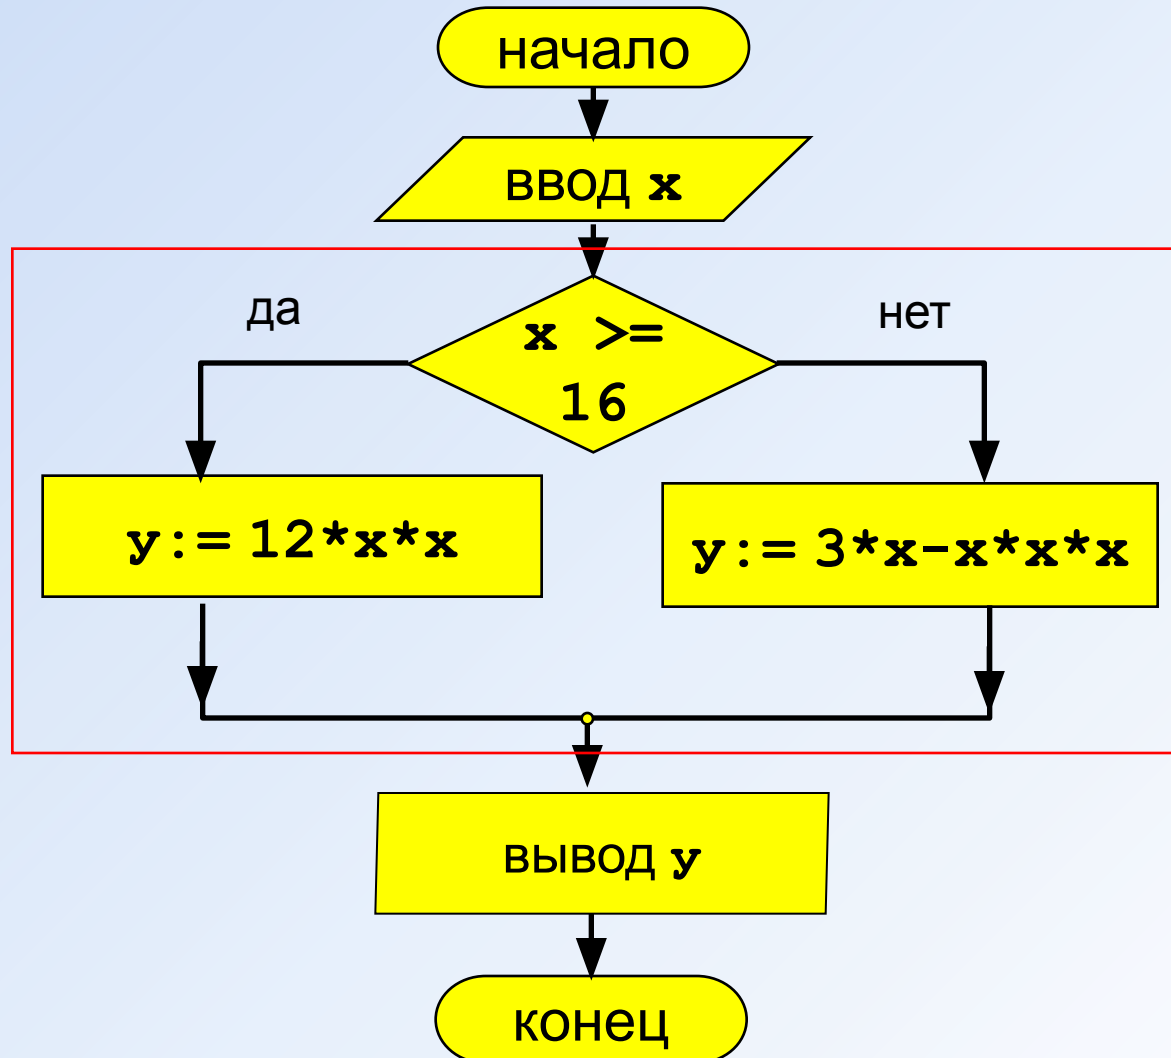 начало
ввод x
да
нет
x >=
16
y:= 12*x*x
y:= 3*x-x*x*x
вывод y
конец